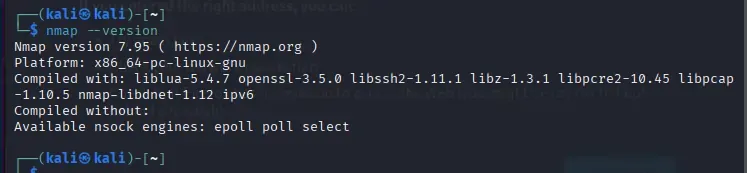 ┌──(kali㉿kali)-[~]
└─$ nmap --version
Nmap version 7.95 ( https://nmap.org )
Platform: x86_64-pc-linux-gnu
Compiled with: liblua-5.4.7 openssl-3.5.0 libssh2-1.11.1 libz-1.3.1 libpcre2-10.45 libpcap
-1.10.5 nmap-libdnet-1.12 ipv6
Compiled without:
Available nsock engines: epoll poll select
┌──(kali㉿kali)-[~]
└─$